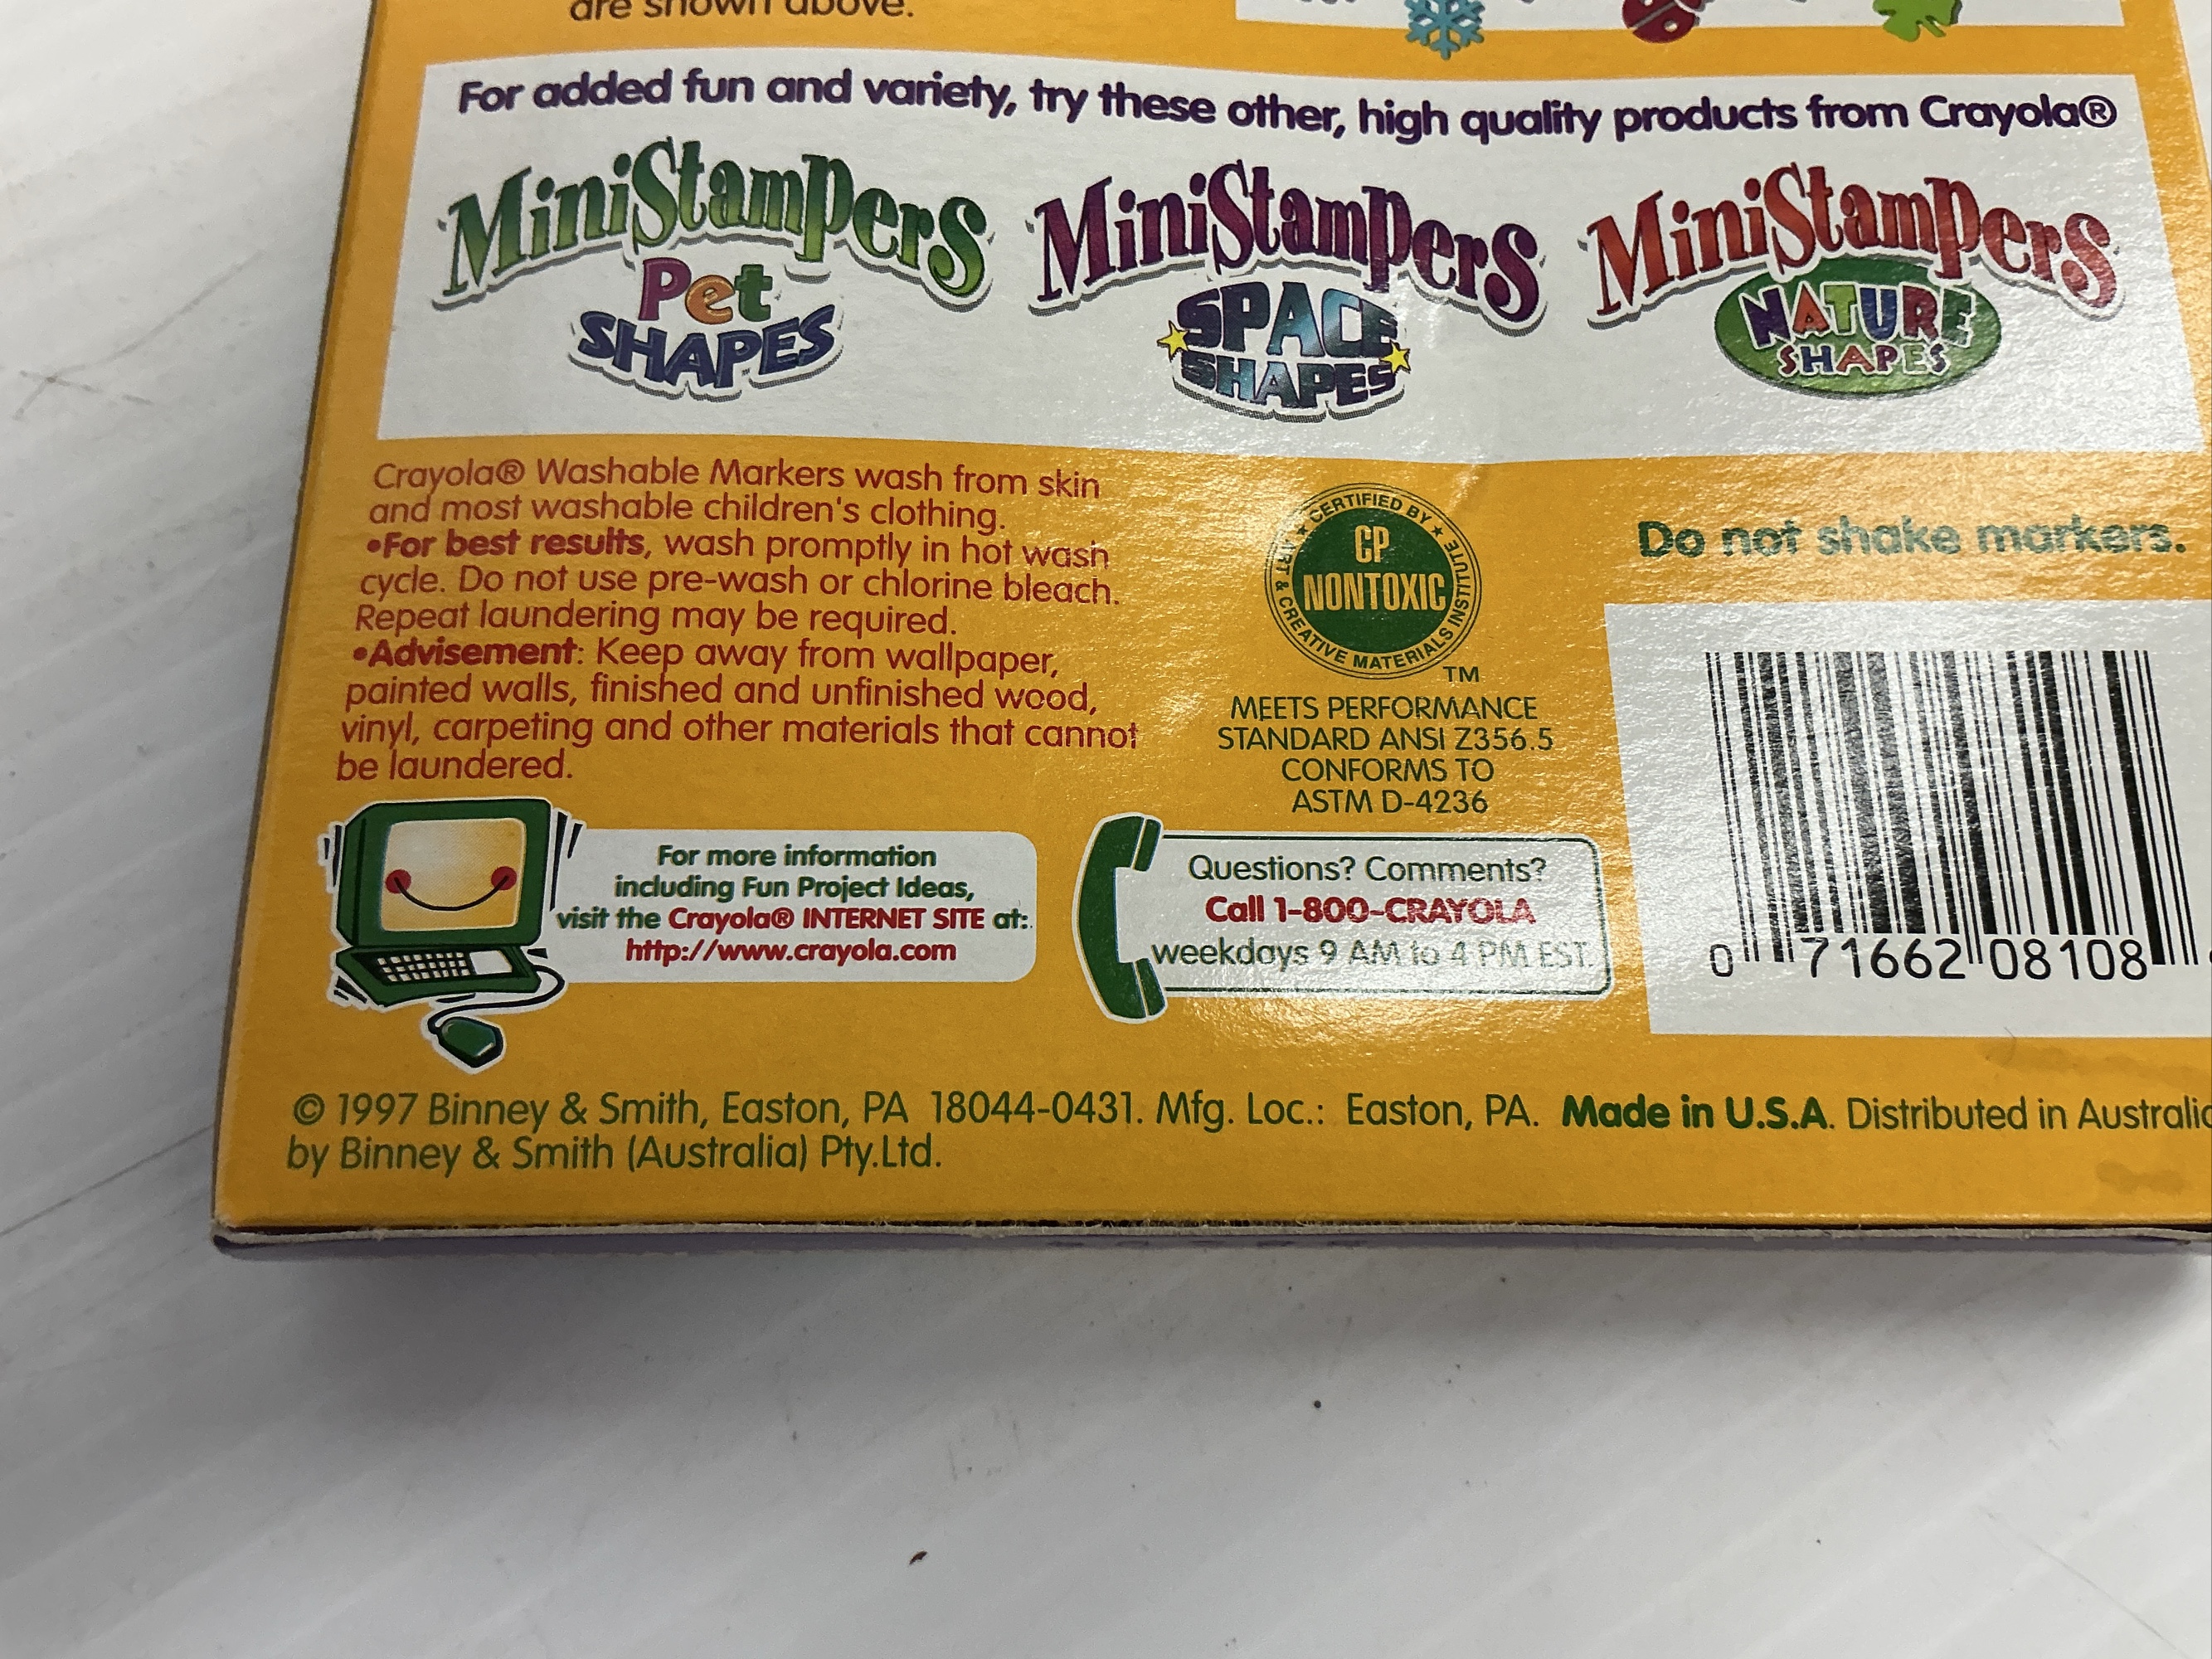 are shown above.
For added fun and variety, try these other, high quality products from Crayola®
MiniStampers
Pet
SHAPES
MiniStampers
SPACE
SHAPES
MiniStampers
NATURE
SHAPES
Crayola® Washable Markers wash from skin
and most washable children's clothing.
•For best results, wash promptly in hot wash
cycle. Do not use pre-wash or chlorine bleach.
Repeat laundering may be required.
•Advisement: Keep away from wallpaper,
painted walls, finished and unfinished wood,
vinyl, carpeting and other materials that cannot
be laundered.
★ CERTIFIED BY ★
ART & CREATIVE MATERIALS INSTITUTE
CP
NONTOXIC
TM
MEETS PERFORMANCE
STANDARD ANSI Z356.5
CONFORMS TO
ASTM D-4236
Do not shake markers.
For more information
including Fun Project Ideas,
visit the Crayola® INTERNET SITE at:
http://www.crayola.com
Questions? Comments?
Call 1-800-CRAYOLA
weekdays 9 AM to 4 PM EST.
0 71662 08108
© 1997 Binney & Smith, Easton, PA 18044-0431. Mfg. Loc.: Easton, PA. Made in U.S.A. Distributed in Australia
by Binney & Smith (Australia) Pty.Ltd.